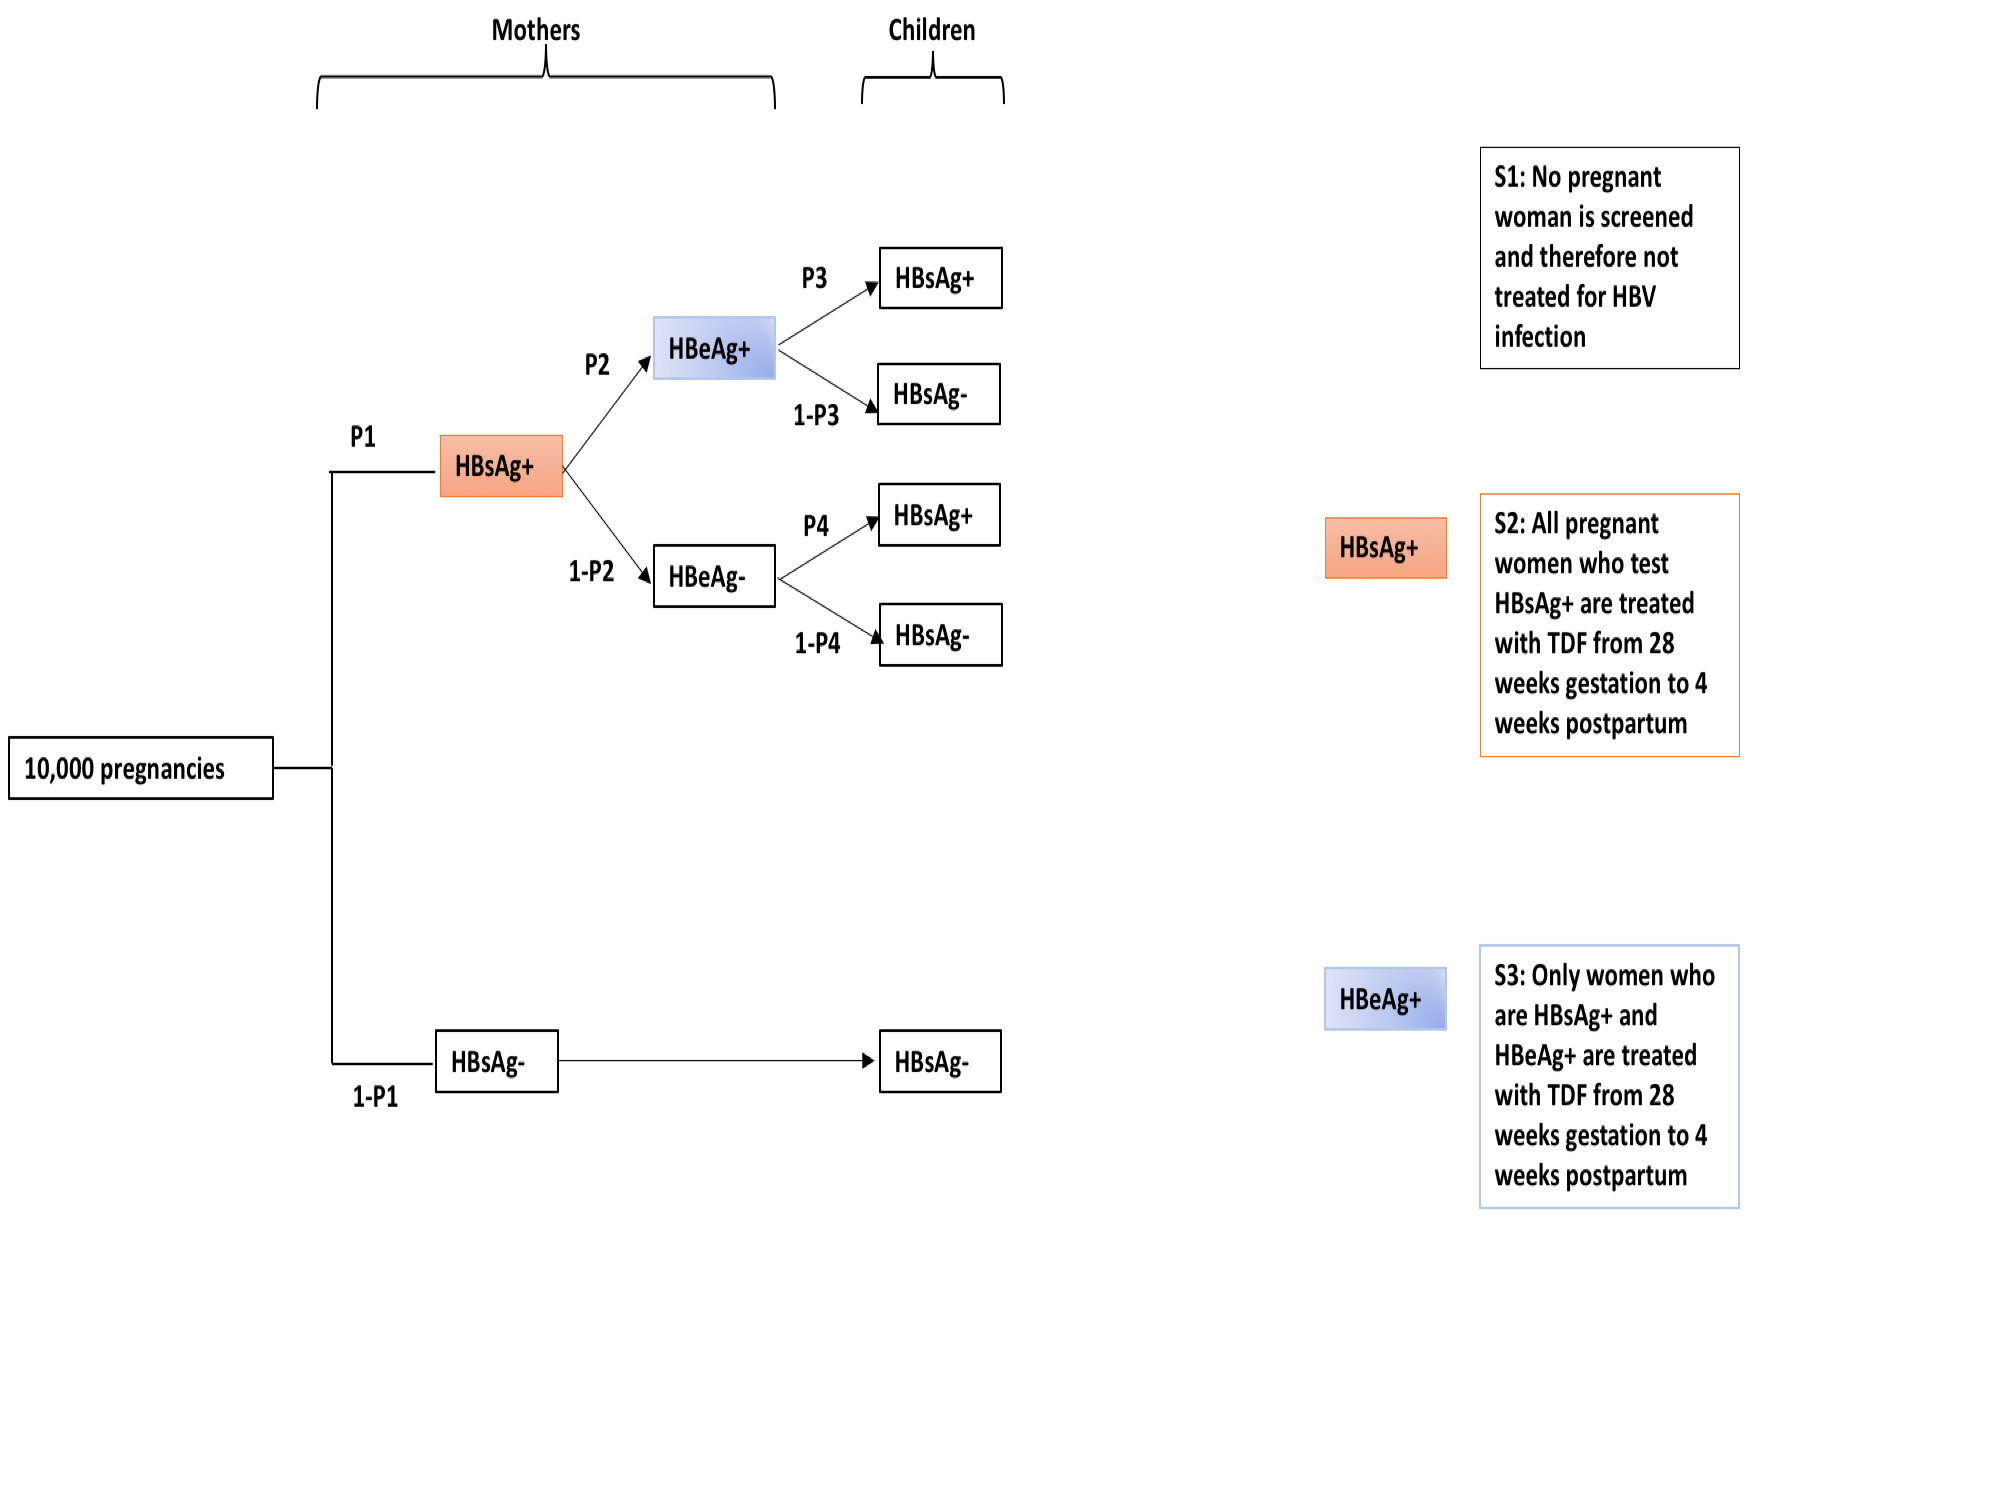 Mothers
Children
P1
HBsAg+
P2
HBeAg+
P3
HBsAg+
1-P3
HBsAg-
1-P2
HBeAg-
P4
HBsAg+
1-P4
HBsAg-
10,000 pregnancies
1-P1
HBsAg-
HBsAg-
S1: No pregnant
woman is screened
and therefore not
treated for HBV
infection
HBsAg+
S2: All pregnant
women who test
HBsAg+ are treated
with TDF from 28
weeks gestation to 4
weeks postpartum
HBeAg+
S3: Only women who
are HBsAg+ and
HBeAg+ are treated
with TDF from 28
weeks gestation to 4
weeks postpartum